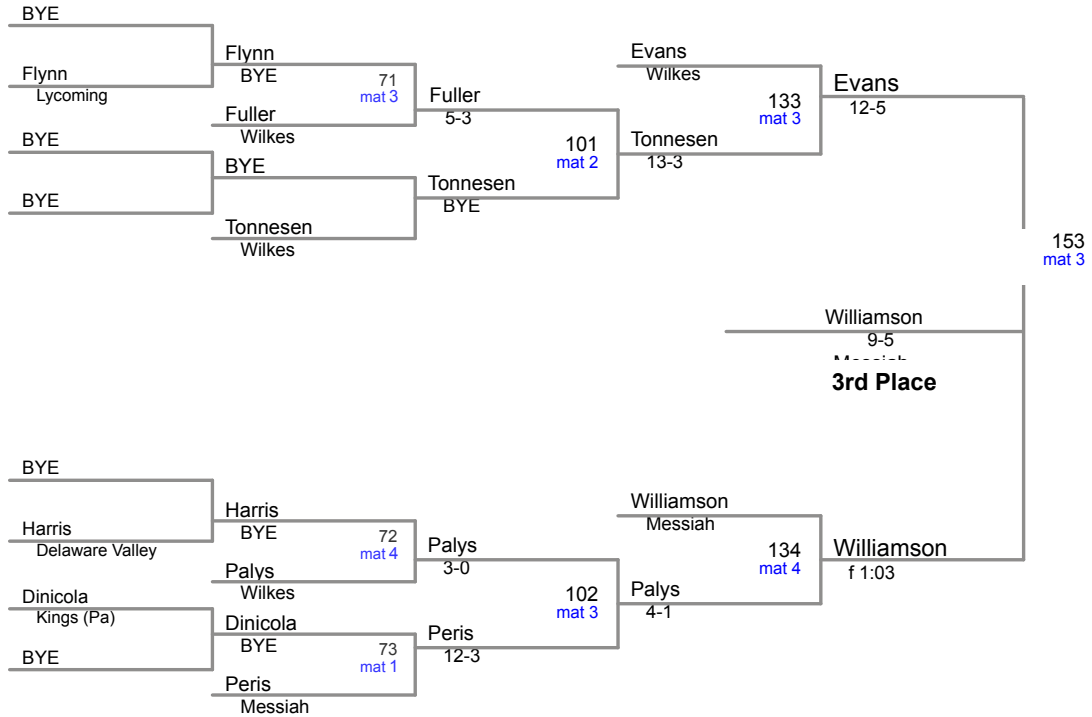 BYE
Flynn
Lycoming
BYE
BYE
Flynn
BYE
71
mat 3
Fuller
Wilkes
BYE
Tonnesen
Wilkes
Fuller
5-3
101
mat 2
Tonnesen
BYE
Evans
Wilkes
133
mat 3
Tonnesen
13-3
Evans
12-5
153
mat 3
Williamson
9-5
3rd Place
BYE
Harris
Delaware Valley
Dinicola
Kings (Pa)
BYE
Harris
BYE
72
mat 4
Palys
Wilkes
Dinicola
BYE
73
mat 1
Peris
Messiah
Palys
3-0
102
mat 3
Peris
12-3
Williamson
Messiah
134
mat 4
Palys
4-1
Williamson
f 1:03